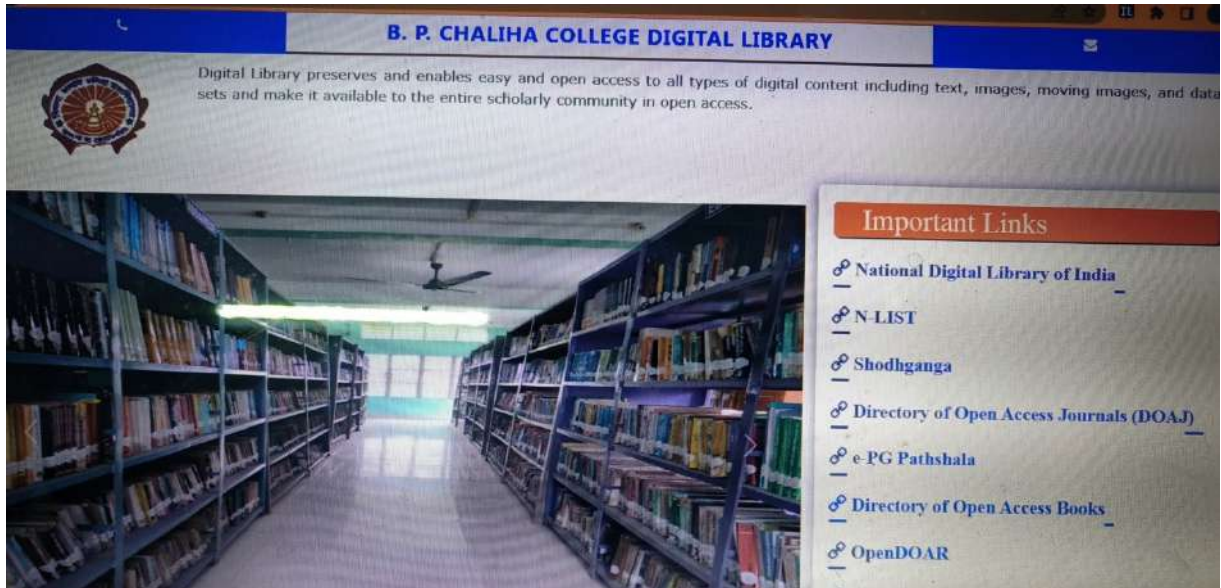 B. P. CHALIHA COLLEGE DIGITAL LIBRARY
Digital Library preserves and enables easy and open access to all types of digital content including text, images, moving images, and data
sets and make it available to the entire scholarly community in open access.
Important Links
National Digital Library of India
N-LIST
Shodhganga
Directory of Open Access Journals (DOAJ)
e-PG Pathshala
Directory of Open Access Books
OpenDOAR